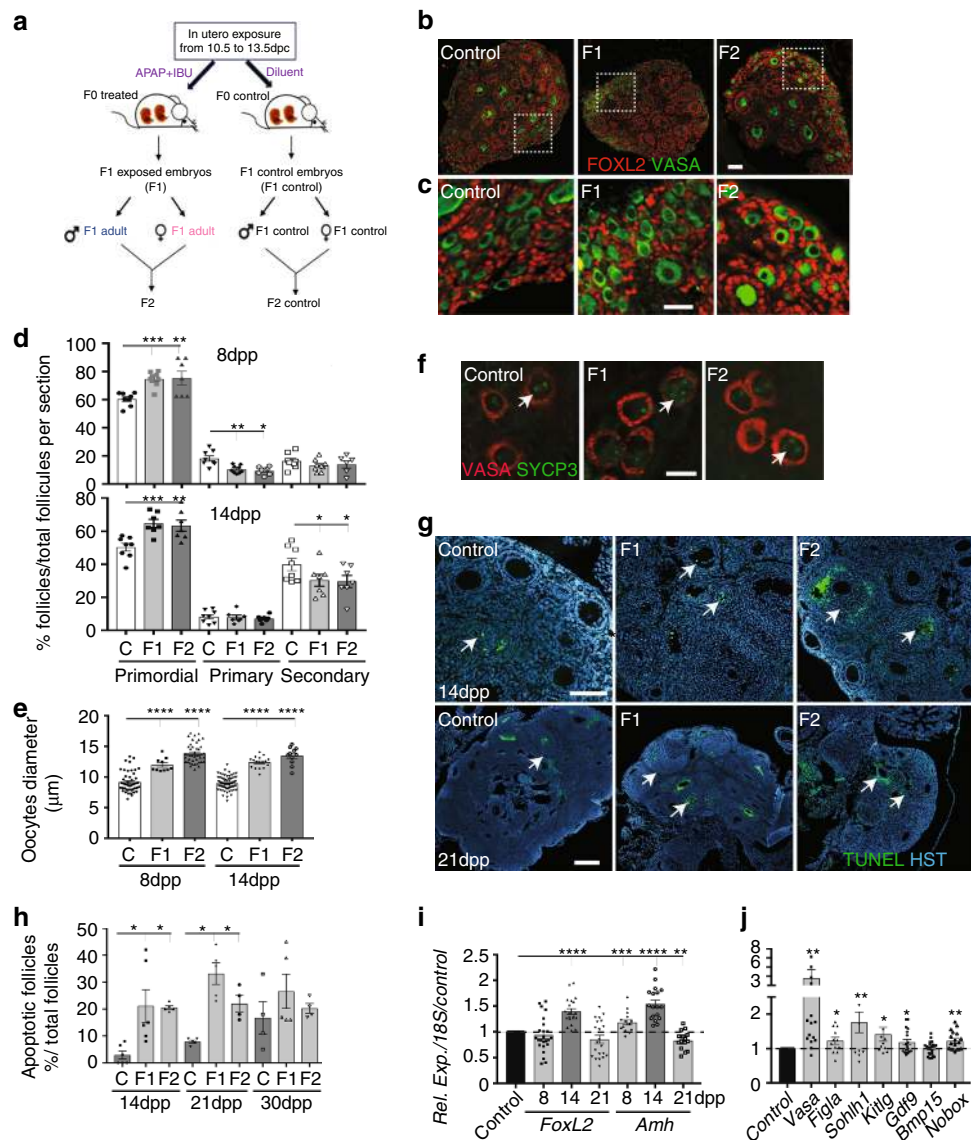 a
In utero exposure
from 10.5 to 13.5dpc
APAP+IBU
Diluent
F0 treated
F0 control
F1 exposed embryos
(F1)
F1 control embryos
(F1 control)
♂ F1 adult
♀ F1 adult
♂ F1 control
♀ F1 control
F2
F2 control
b
Control
F1
F2
FOXL2 VASA
c
Control
F1
F2
d
% follicles/total follicules per section
8dpp
100
80
60
40
20
0
*** **
** *
14dpp
80
60
40
20
0
*** **
* *
C F1 F2 C F1 F2 C F1 F2
Primordial Primary Secondary
e
Oocytes diameter
(μm)
20
15
10
5
0
**** **** **** ****
C F1 F2 C F1 F2
8dpp 14dpp
f
Control
F1
F2
VASA SYCP3
g
Control
F1
F2
14dpp
Control
F1
F2
21dpp
TUNEL HST
h
Apoptotic follicles
%/ total follicles
50
40
30
20
10
0
* * * *
C F1 F2 C F1 F2 C F1 F2
14dpp 21dpp 30dpp
i
Rel. Exp./18S/control
2.5
2
1.5
1
0.5
0
**** *** **** **
Control
8 14 21 8 14 21dpp
FoxL2 Amh
j
8
6
5
3
2
1
0
** * ** * * **
Control
Vasa
Figla
Sohlh1
Kitlg
Gdf9
Bmp15
Nobox